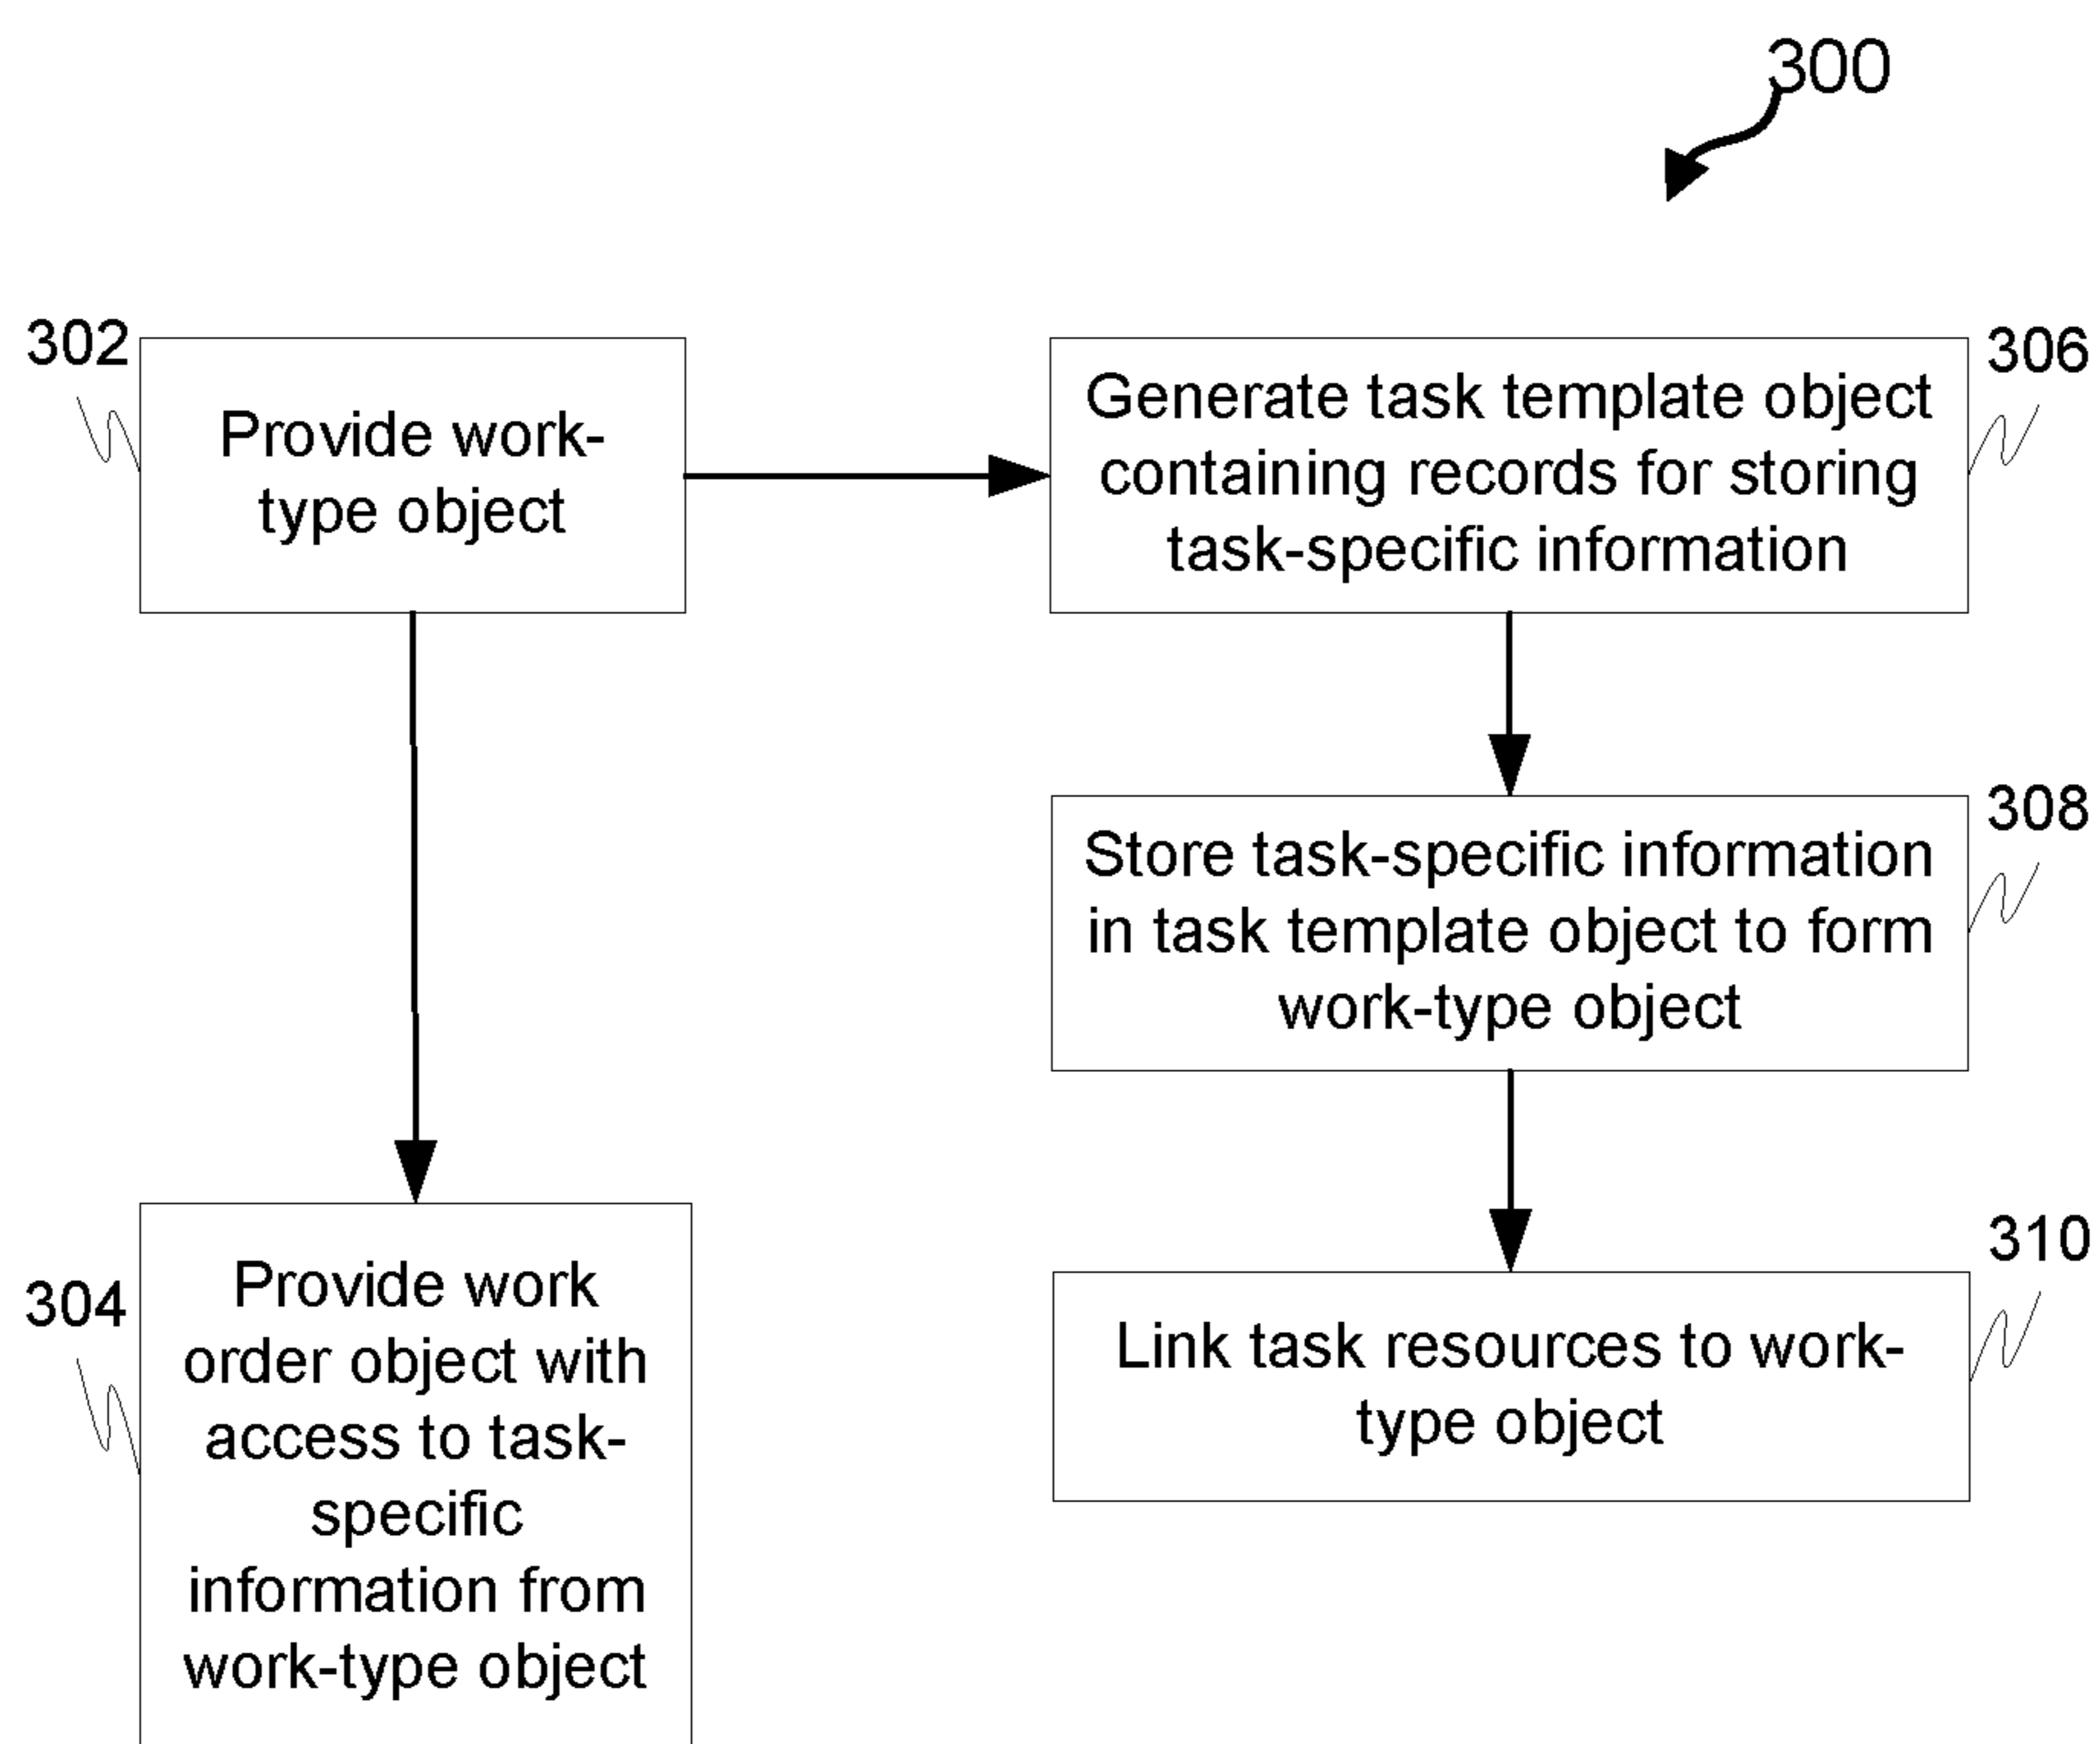 300
302
Provide work-
type object
306
Generate task template object
containing records for storing
task-specific information
308
Store task-specific information
in task template object to form
work-type object
304
Provide work
order object with
access to task-
specific
information from
work-type object
310
Link task resources to work-
type object